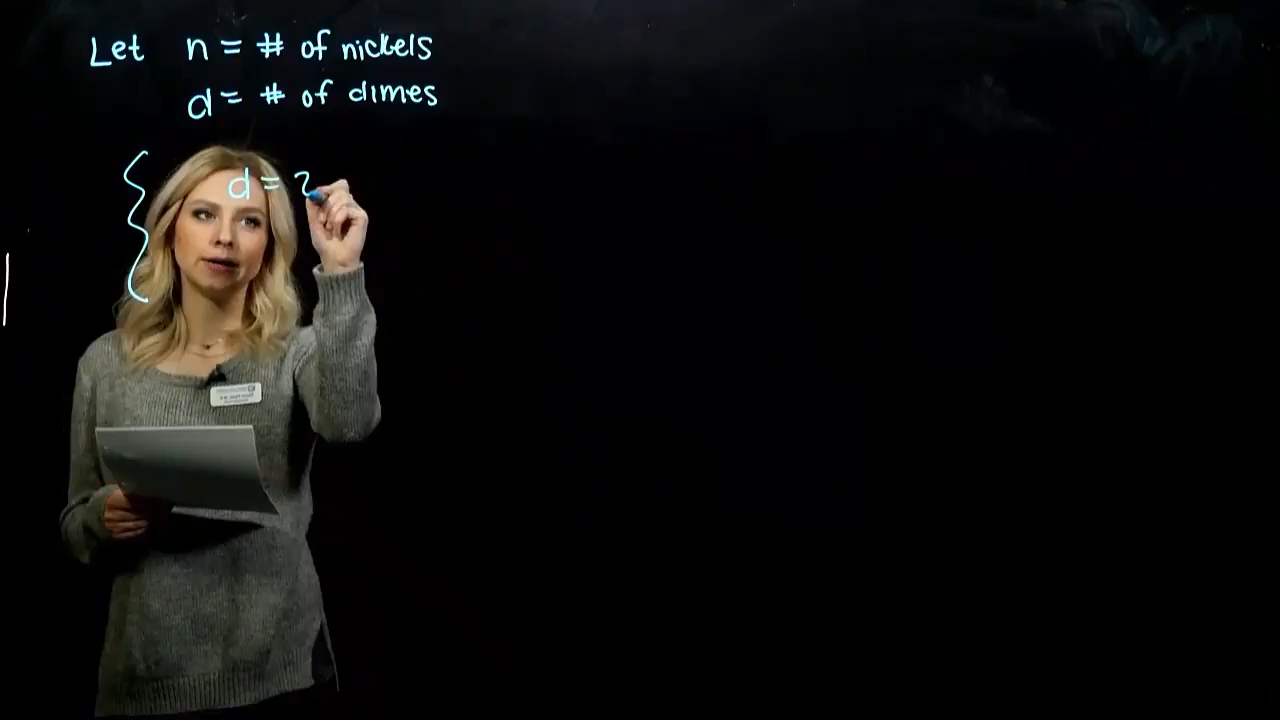 Let n = # of nickels
d = # of dimes
d = 2